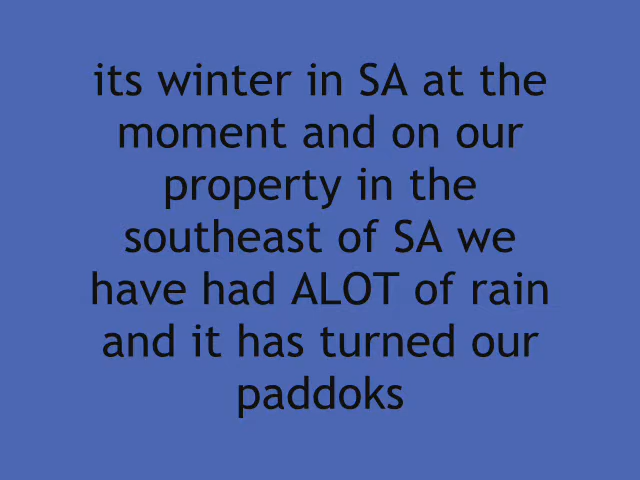 its winter in SA at the
moment and on our
property in the
southeast of SA we
have had ALOT of rain
and it has turned our
paddoks